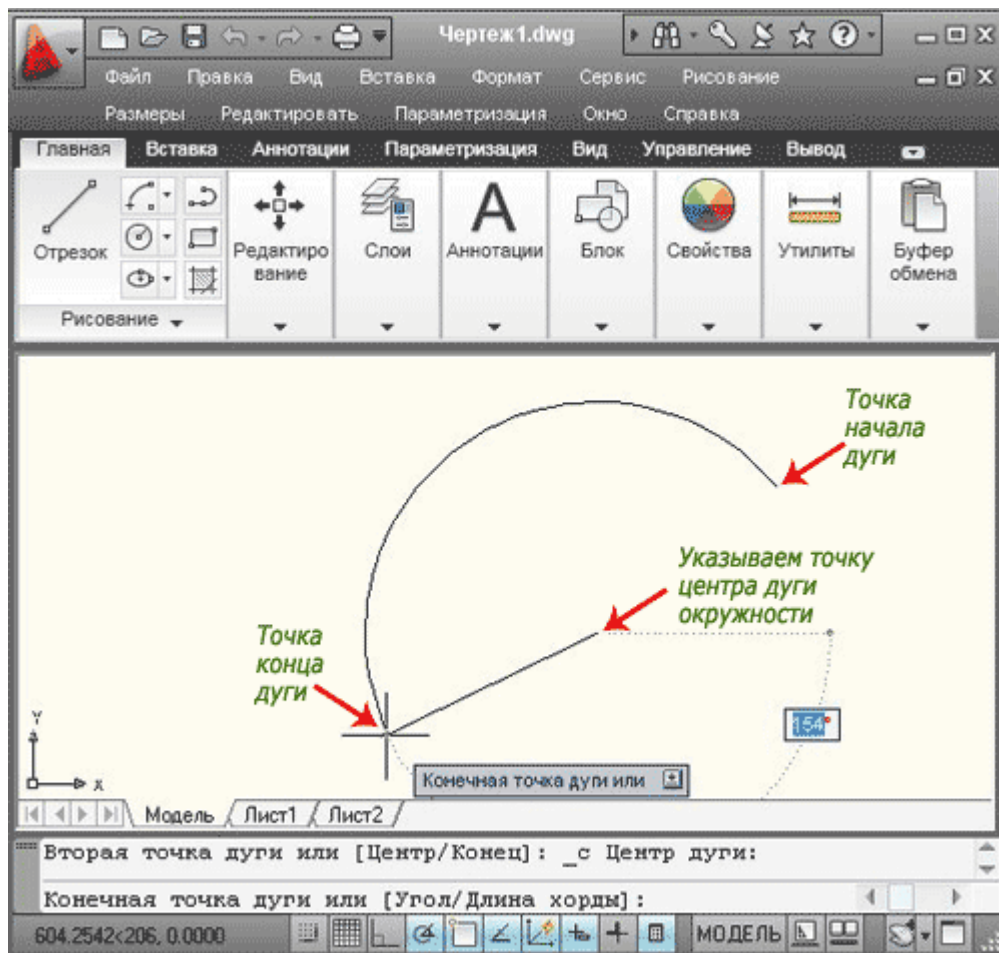 Чертеж1.dwg
Файл Правка Вид Вставка Формат Сервис Рисование
Размеры Редактировать Параметризация Окно Справка
Главная Вставка Аннотации Параметризация Вид Управление Вывод
Отрезок
Редактиро
вание
Слои
Аннотации
Блок
Свойства
Утилиты
Буфер
обмена
Рисование
Точка
начала
дуги
Указываем точку
центра дуги
окружности
Точка
конца
дуги
154°
Y
X
Конечная точка дуги или
Модель Лист1 Лист2
Вторая точка дуги или [Центр/Конец]: _c Центр дуги:
Конечная точка дуги или [Угол/Длина хорды]:
604.2542<206, 0.0000 МОДЕЛЬ